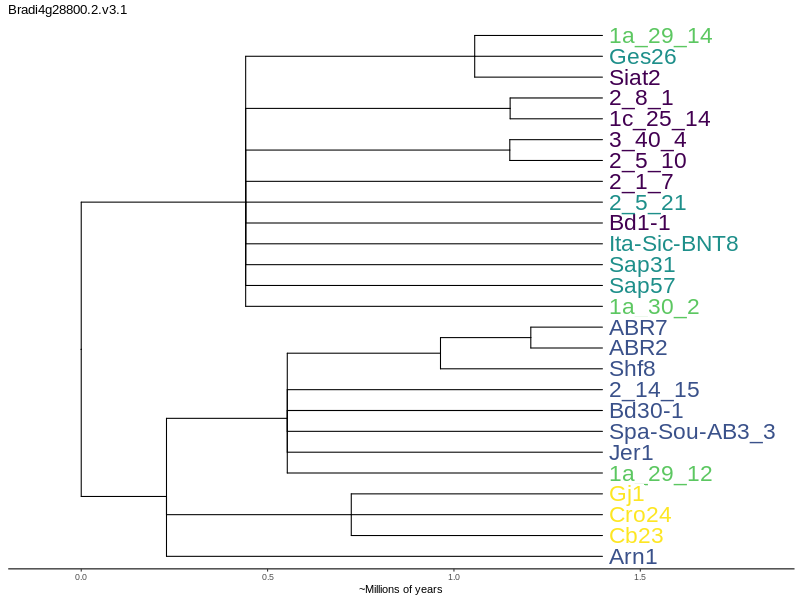 Bradi4g28800.2.v3.1
1a_29_14
Ges26
Siat2
2_8_1
1c_25_14
3_40_4
2_5_10
2_1_7
2_5_21
Bd1-1
Ita-Sic-BNT8
Sap31
Sap57
1a_30_2
ABR7
ABR2
Shf8
2_14_15
Bd30-1
Spa-Sou-AB3_3
Jer1
1a_29_12
Gj1
Cro24
Cb23
Arn1
0.0 0.5 1.0 1.5
~Millions of years